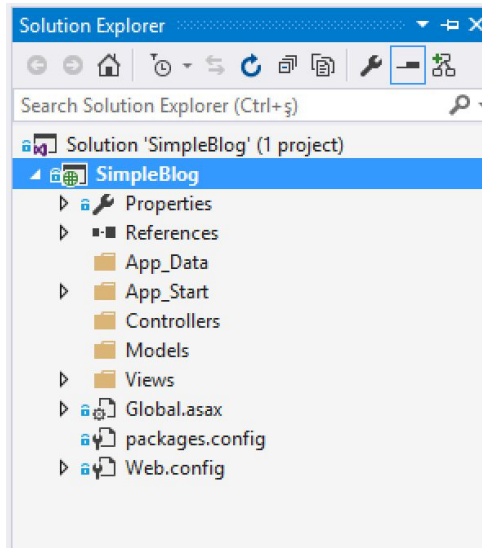 Solution Explorer
Search Solution Explorer (Ctrl+ş)
Solution 'SimpleBlog' (1 project)
SimpleBlog
Properties
References
App_Data
App_Start
Controllers
Models
Views
Global.asax
packages.config
Web.config